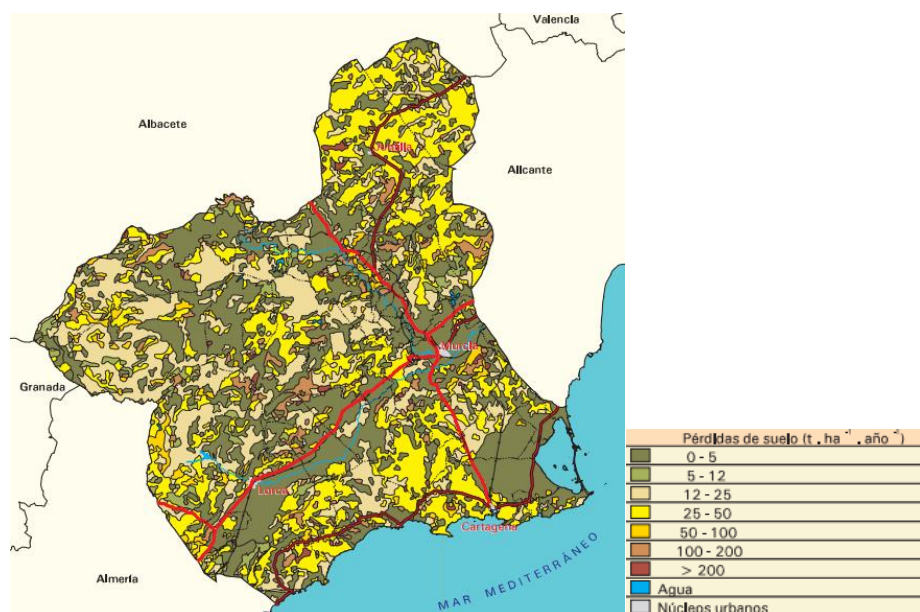 Valencia
Albacete
Jumilla
Alicante
Murcia
Granada
Lorca
Cartagena
Almería
MAR MEDITERRÁNEO
Pérdidas de suelo (t . ha⁻¹ . año⁻¹)
0 - 5
5 - 12
12 - 25
25 - 50
50 - 100
100 - 200
> 200
Agua
Núcleos urbanos